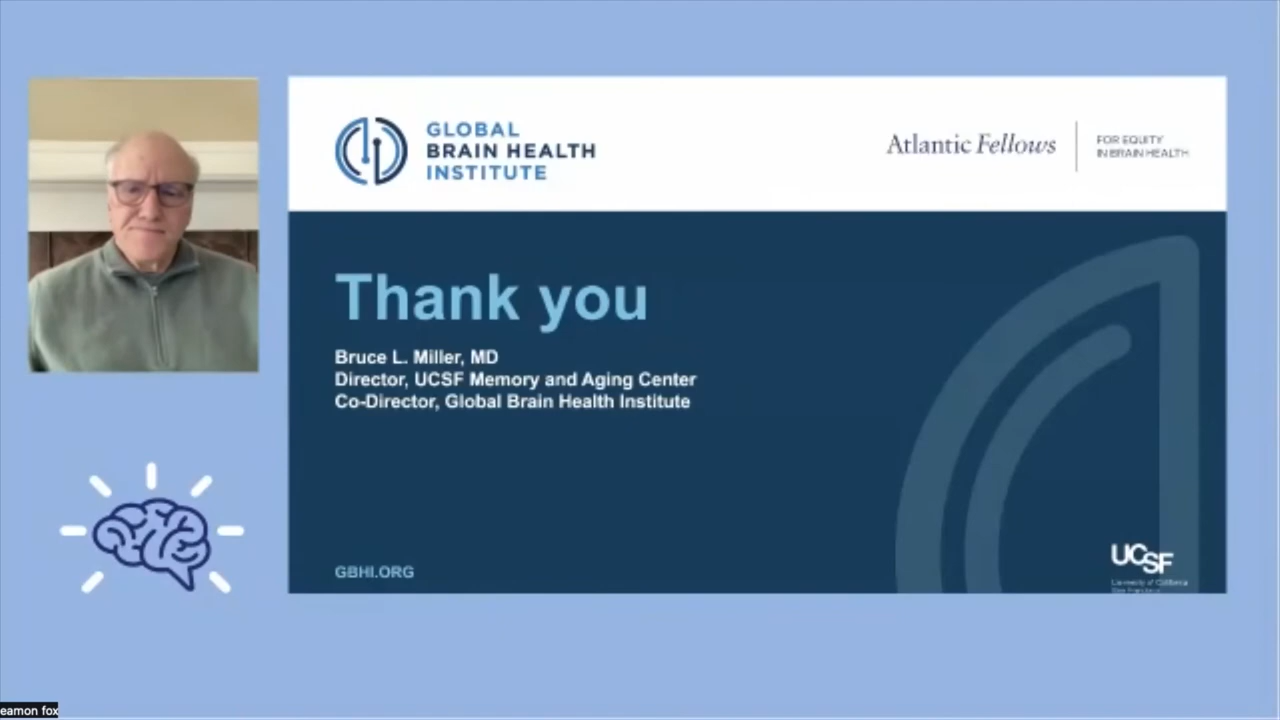 GLOBAL
BRAIN HEALTH
INSTITUTE
Atlantic Fellows
FOR EQUITY
IN BRAIN HEALTH
Thank you
Bruce L. Miller, MD
Director, UCSF Memory and Aging Center
Co-Director, Global Brain Health Institute
GBHI.ORG
UCSF
University of California
San Francisco
eamon fox